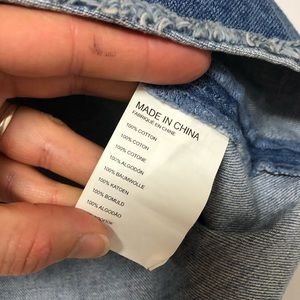 MADE IN CHINA
FABRIQUÉ EN CHINE
100% COTTON
100% COTON
100% COTONE
100% ALGODÓN
100% BAUMWOLLE
100% KATOEN
100% BOMULD
100% ALGODÃO